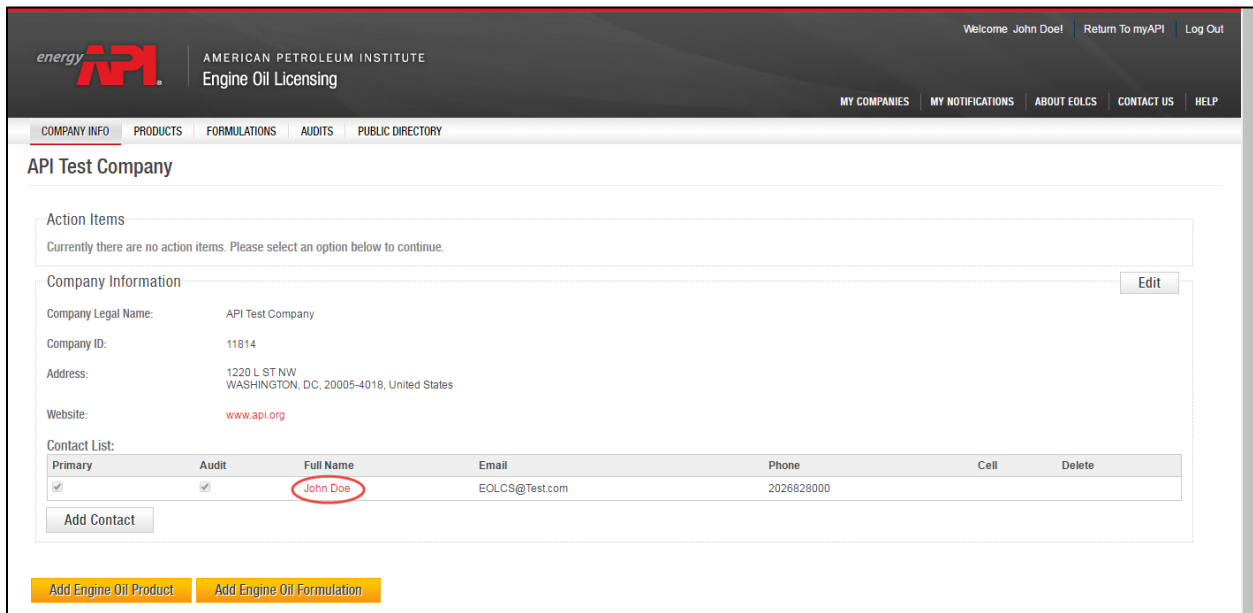 Welcome John Doe! Return To myAPI Log Out
energy API
AMERICAN PETROLEUM INSTITUTE
Engine Oil Licensing
MY COMPANIES MY NOTIFICATIONS ABOUT EOLCS CONTACT US HELP
COMPANY INFO PRODUCTS FORMULATIONS AUDITS PUBLIC DIRECTORY
API Test Company
Action Items
Currently there are no action items. Please select an option below to continue.
Company Information
Edit
Company Legal Name: API Test Company
Company ID: 11814
Address: 1220 L ST NW
WASHINGTON, DC, 20005-4018, United States
Website: www.api.org
Contact List:
Primary Audit Full Name Email Phone Cell Delete
John Doe EOLCS@Test.com 2026828000
Add Contact
Add Engine Oil Product Add Engine Oil Formulation